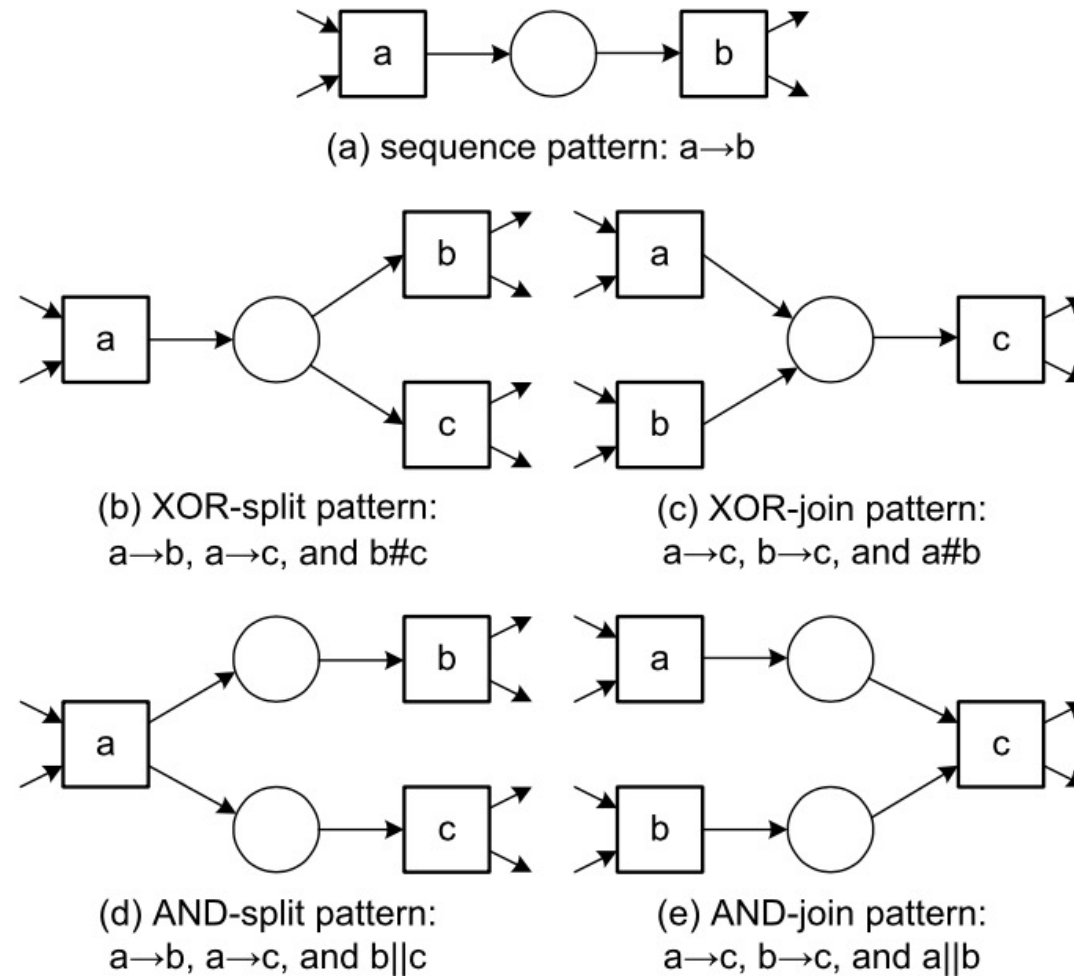 a
b
(a) sequence pattern: a→b
b
a
a
c
c
b
(b) XOR-split pattern:
a→b, a→c, and b#c
(c) XOR-join pattern:
a→c, b→c, and a#b
b
a
a
c
c
b
(d) AND-split pattern:
a→b, a→c, and b||c
(e) AND-join pattern:
a→c, b→c, and a||b